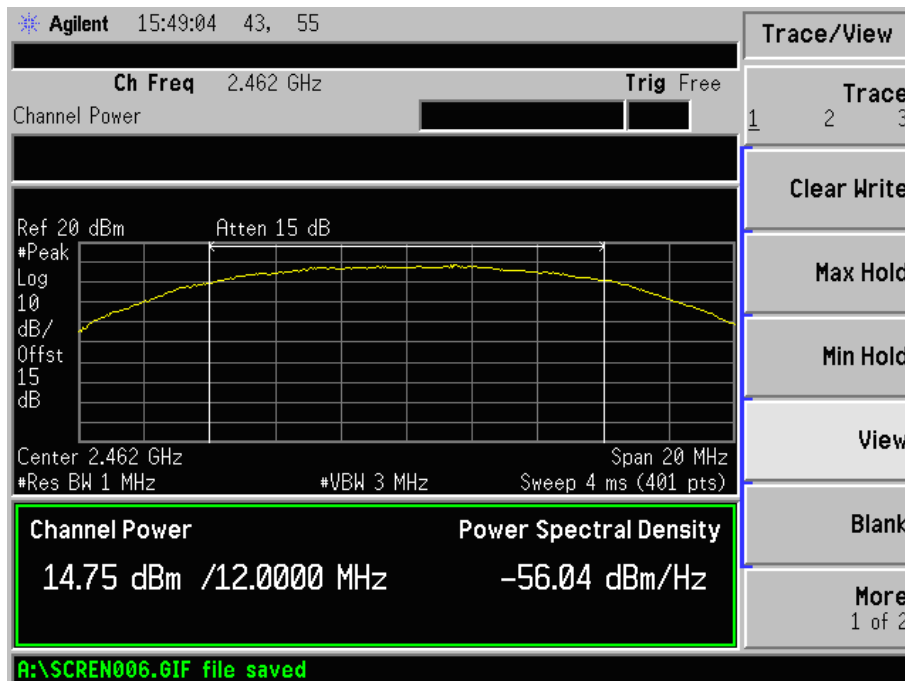 Agilent 15:49:04 43, 55
Trace/View
Ch Freq 2.462 GHz Trig Free
Channel Power
Trace
1 2 3
Clear Write
Max Hold
Min Hold
View
Blank
More
1 of 2
Ref 20 dBm Atten 15 dB
#Peak
Log
10
dB/
Offst
15
dB
Center 2.462 GHz Span 20 MHz
#Res BW 1 MHz #VBW 3 MHz Sweep 4 ms (401 pts)
Channel Power Power Spectral Density
14.75 dBm /12.0000 MHz -56.04 dBm/Hz
A:\SCREN006.GIF file saved